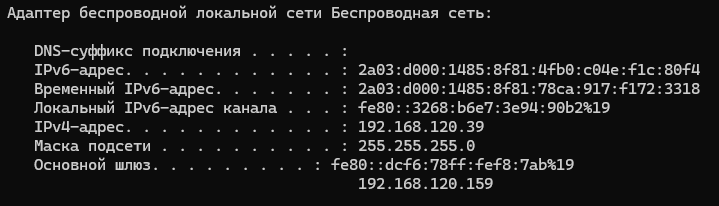 Адаптер беспроводной локальной сети Беспроводная сеть:
DNS-суффикс подключения . . . . . :
IPv6-адрес. . . . . . . . . . . . : 2a03:d000:1485:8f81:4fb0:c04e:f1c:80f4
Временный IPv6-адрес. . . . . . . : 2a03:d000:1485:8f81:78ca:917:f172:3318
Локальный IPv6-адрес канала . . . : fe80::3268:b6e7:3e94:90b2%19
IPv4-адрес. . . . . . . . . . . . : 192.168.120.39
Маска подсети . . . . . . . . . . : 255.255.255.0
Основной шлюз. . . . . . . . . : fe80::dcf6:78ff:fef8:7ab%19
192.168.120.159